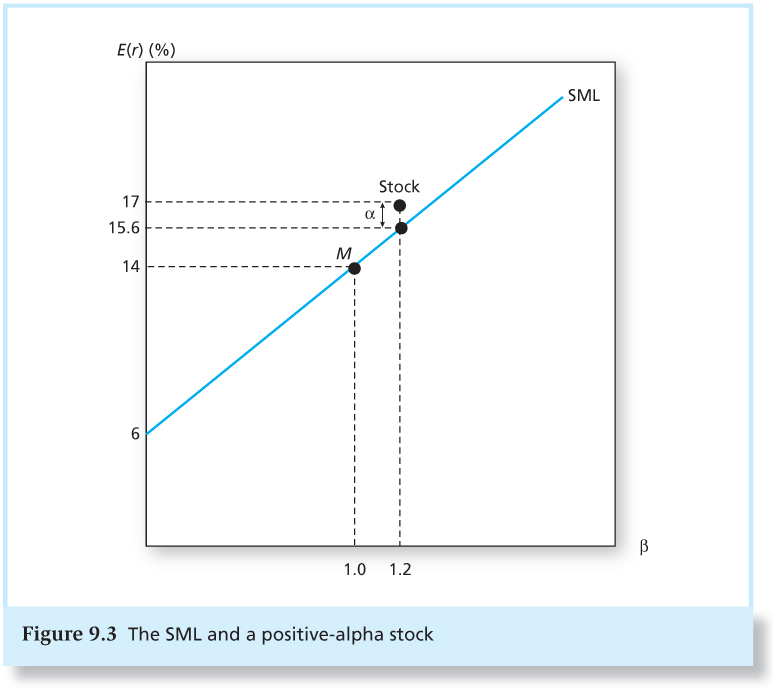 E(r) (%)
SML
Stock
17
α
15.6
M
14
6
β
1.0 1.2
Figure 9.3 The SML and a positive-alpha stock